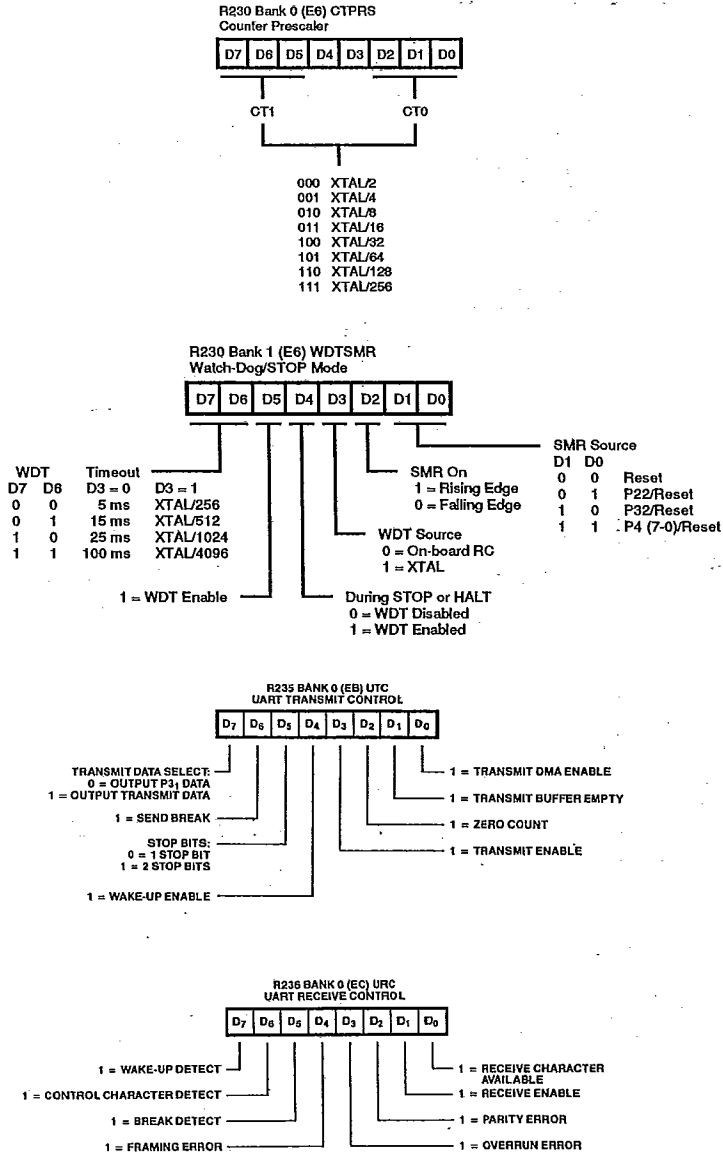 R230 Bank 0 (E6) CTPRS
Counter Prescaler
D7 D6 D5 D4 D3 D2 D1 D0
CT1 CT0
000 XTAL/2
001 XTAL/4
010 XTAL/8
011 XTAL/16
100 XTAL/32
101 XTAL/64
110 XTAL/128
111 XTAL/256
R230 Bank 1 (E6) WDTSMR
Watch-Dog/STOP Mode
D7 D6 D5 D4 D3 D2 D1 D0
WDT Timeout
D7 D6 D3 = 0 D3 = 1
0 0 5 ms XTAL/256
0 1 15 ms XTAL/512
1 0 25 ms XTAL/1024
1 1 100 ms XTAL/4096
1 = WDT Enable
During STOP or HALT
0 = WDT Disabled
1 = WDT Enabled
WDT Source
0 = On-board RC
1 = XTAL
SMR On
1 = Rising Edge
0 = Falling Edge
SMR Source
D1 D0
0 0 Reset
0 1 P22/Reset
1 0 P32/Reset
1 1 P4 (7-0)/Reset
R235 BANK 0 (EB) UTC
UART TRANSMIT CONTROL
D7 D6 D5 D4 D3 D2 D1 D0
TRANSMIT DATA SELECT:
0 = OUTPUT P31 DATA
1 = OUTPUT TRANSMIT DATA
1 = SEND BREAK
STOP BITS:
0 = 1 STOP BIT
1 = 2 STOP BITS
1 = WAKE-UP ENABLE
1 = TRANSMIT DMA ENABLE
1 = TRANSMIT BUFFER EMPTY
1 = ZERO COUNT
1 = TRANSMIT ENABLE
R236 BANK 0 (EC) URC
UART RECEIVE CONTROL
D7 D6 D5 D4 D3 D2 D1 D0
1 = WAKE-UP DETECT
1 = CONTROL CHARACTER DETECT
1 = BREAK DETECT
1 = FRAMING ERROR
1 = RECEIVE CHARACTER
AVAILABLE
1 = RECEIVE ENABLE
1 = PARITY ERROR
1 = OVERRUN ERROR